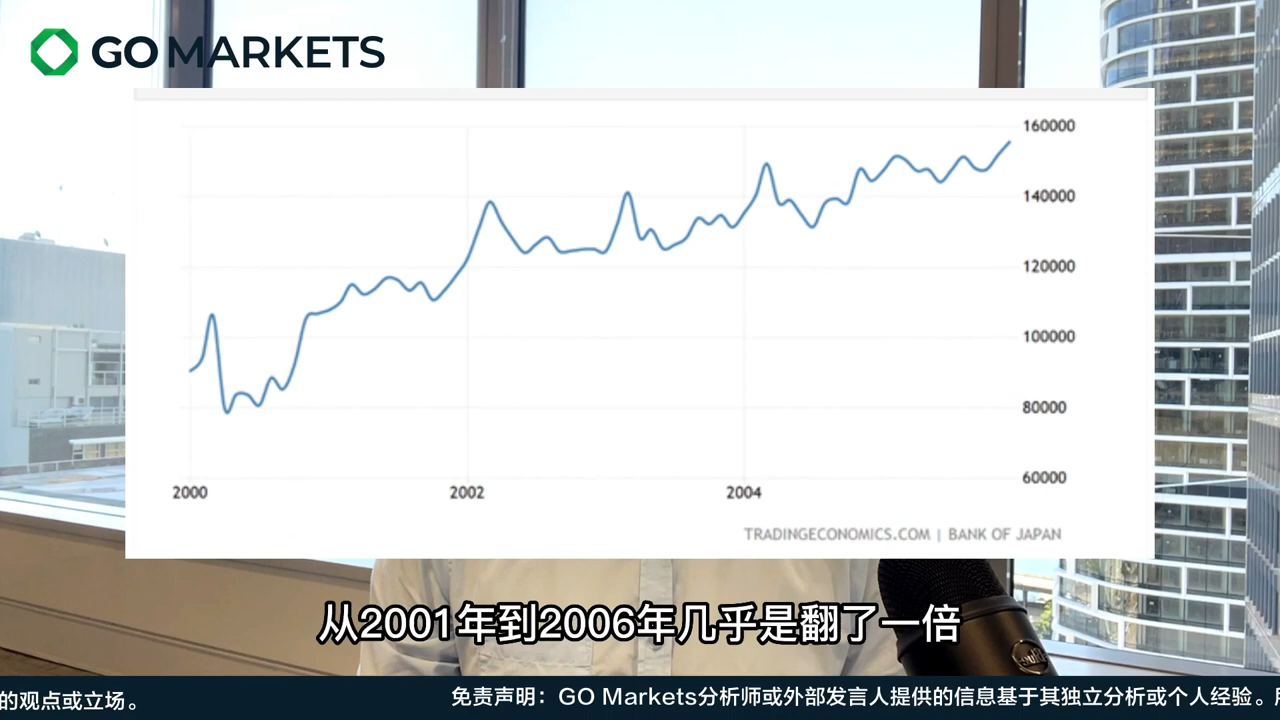 GO MARKETS
160000
140000
120000
100000
80000
60000
2000 2002 2004
TRADINGECONOMICS.COM | BANK OF JAPAN
从2001年到2006年几乎是翻了一倍
的观点或立场。 免责声明：GO Markets分析师或外部发言人提供的信息基于其独立分析或个人经验。